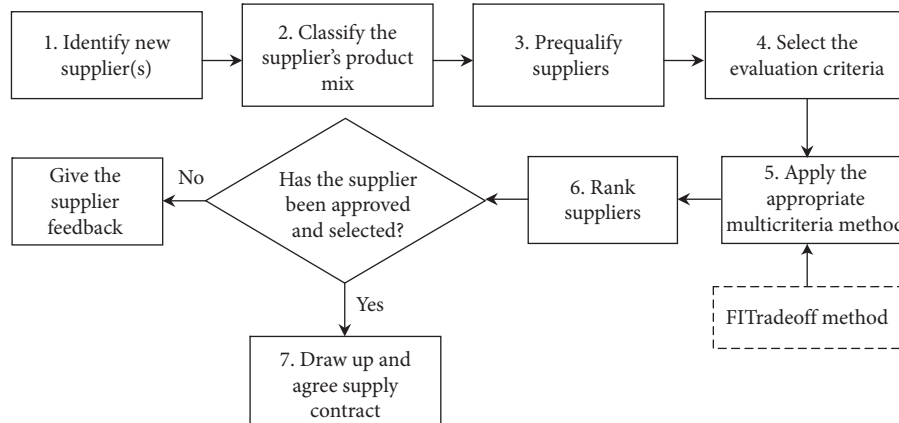 1. Identify new
supplier(s)
2. Classify the
supplier's product
mix
3. Prequalify
suppliers
4. Select the
evaluation criteria
Give the
supplier
feedback
No
Has the supplier
been approved
and selected?
6. Rank
suppliers
5. Apply the
appropriate
multicriteria method
Yes
FITradeoff method
7. Draw up and
agree supply
contract